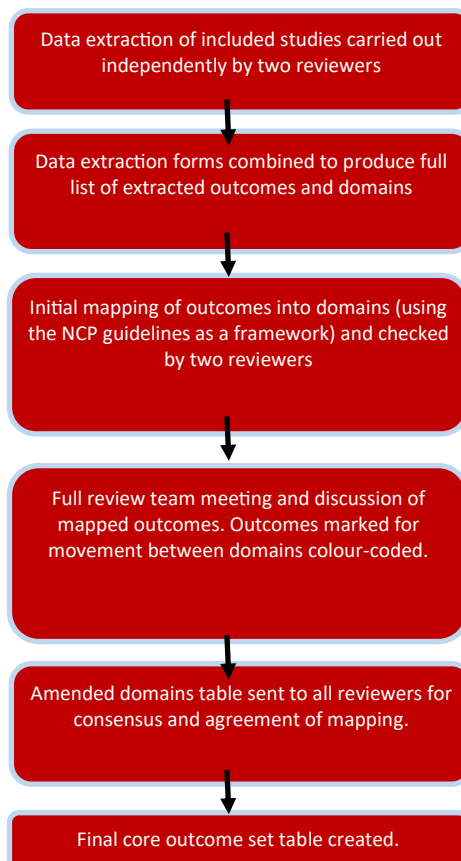 Data extraction of included studies carried out
independently by two reviewers
Data extraction forms combined to produce full
list of extracted outcomes and domains
Initial mapping of outcomes into domains (using
the NCP guidelines as a framework) and checked
by two reviewers
Full review team meeting and discussion of
mapped outcomes. Outcomes marked for
movement between domains colour-coded.
Amended domains table sent to all reviewers for
consensus and agreement of mapping.
Final core outcome set table created.